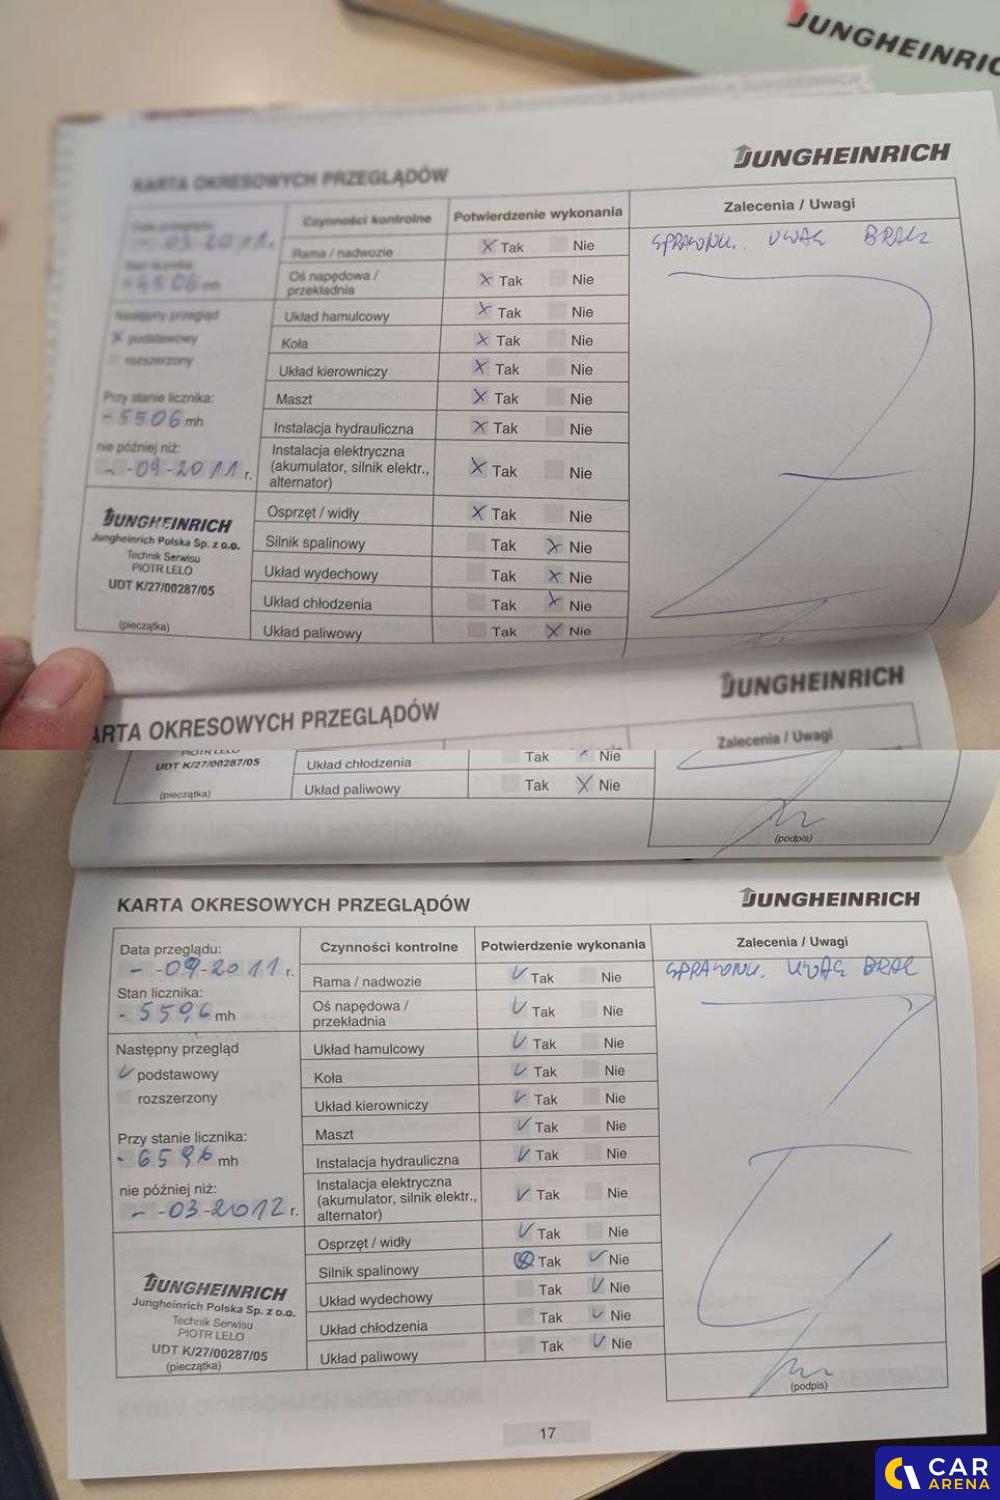 JUNGHEINRICH
JUNGHEINRICH
KARTA OKRESOWYCH PRZEGLĄDÓW
Data przeglądu:
- - 03-2011 r.
Stan licznika:
-4506 mh
Następny przegląd
x podstawowy
rozszerzony
Przy stanie licznika:
-5506 mh
nie później niż:
- -09-2011 r.
JUNGHEINRICH
Jungheinrich Polska Sp. z o.o.
Technik Serwisu
PIOTR LELO
UDT K/27/00287/05
(pieczątka)
Czynności kontrolne Potwierdzenie wykonania Zalecenia / Uwagi
Rama / nadwozie x Tak Nie SPRAWNY. UWAG BRAK
Oś napędowa / przekładnia x Tak Nie
Układ hamulcowy x Tak Nie
Koła x Tak Nie
Układ kierowniczy x Tak Nie
Maszt x Tak Nie
Instalacja hydrauliczna x Tak Nie
Instalacja elektryczna
(akumulator, silnik elektr., x Tak Nie
alternator)
Osprzęt / widły x Tak Nie
Silnik spalinowy Tak x Nie
Układ wydechowy Tak x Nie
Układ chłodzenia Tak x Nie
Układ paliwowy Tak x Nie
JUNGHEINRICH
KARTA OKRESOWYCH PRZEGLĄDÓW
Zalecenia / Uwagi
PIOTR LELO
UDT K/27/00287/05
(pieczątka)
Układ chłodzenia Tak Nie
Układ paliwowy Tak X Nie
(podpis)
KARTA OKRESOWYCH PRZEGLĄDÓW
JUNGHEINRICH
Data przeglądu:
- -09-2011 r.
Stan licznika:
- 5596 mh
Następny przegląd
✓ podstawowy
rozszerzony
Przy stanie licznika:
- 6596 mh
nie później niż:
- -03-2012 r.
JUNGHEINRICH
Jungheinrich Polska Sp. z o.o.
Technik Serwisu
PIOTR LELO
UDT K/27/00287/05
(pieczątka)
Czynności kontrolne Potwierdzenie wykonania Zalecenia / Uwagi
Rama / nadwozie ✓ Tak Nie SPRAWNY. UWAG BRAK
Oś napędowa / przekładnia ✓ Tak Nie
Układ hamulcowy ✓ Tak Nie
Koła ✓ Tak Nie
Układ kierowniczy ✓ Tak Nie
Maszt ✓ Tak Nie
Instalacja hydrauliczna ✓ Tak Nie
Instalacja elektryczna
(akumulator, silnik elektr., ✓ Tak Nie
alternator)
Osprzęt / widły ✓ Tak Nie
Silnik spalinowy Tak ✓ Nie
Układ wydechowy Tak ✓ Nie
Układ chłodzenia Tak ✓ Nie
Układ paliwowy Tak ✓ Nie
(podpis)
17
CAR
ARENA